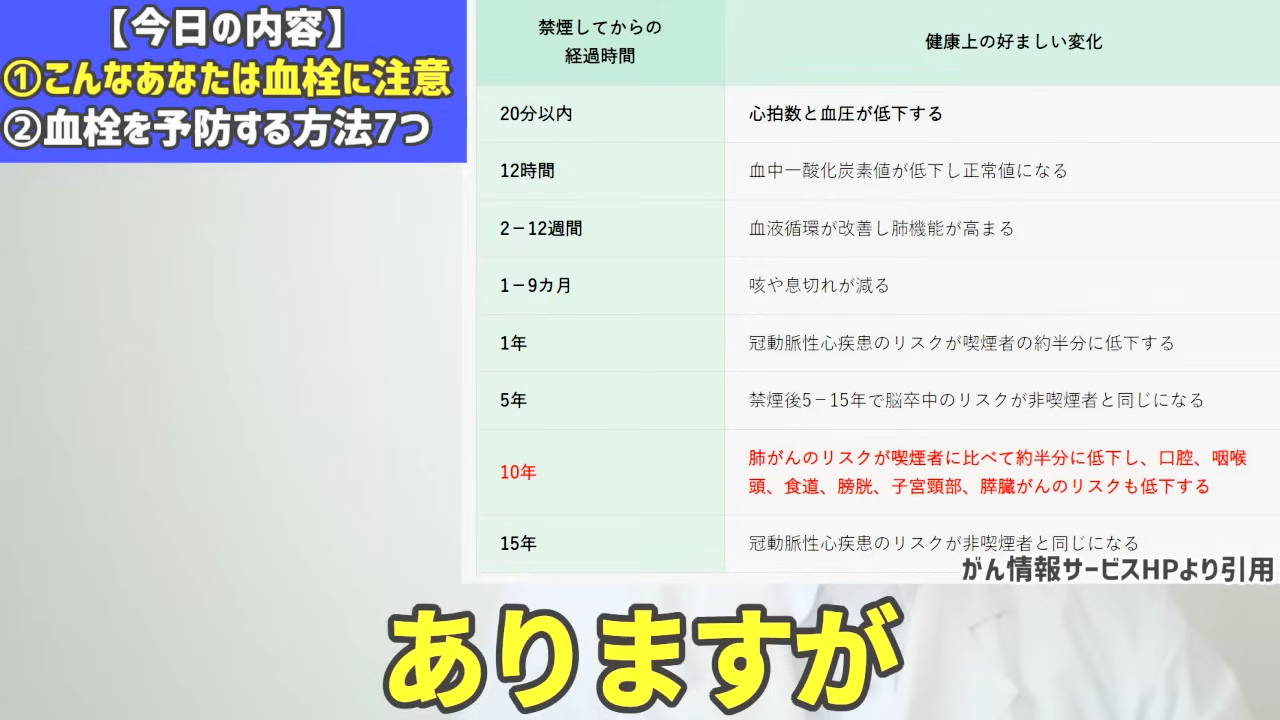 【今日の内容】
①こんなあなたは血栓に注意
②血栓を予防する方法7つ
禁煙してからの
経過時間
健康上の好ましい変化
20分以内
心拍数と血圧が低下する
12時間
血中一酸化炭素値が低下し正常値になる
2－12週間
血液循環が改善し肺機能が高まる
1－9カ月
咳や息切れが減る
1年
冠動脈性心疾患のリスクが喫煙者の約半分に低下する
5年
禁煙後5－15年で脳卒中のリスクが非喫煙者と同じになる
10年
肺がんのリスクが喫煙者に比べて約半分に低下し、口腔、咽喉
頭、食道、膀胱、子宮頸部、膵臓がんのリスクも低下する
15年
冠動脈性心疾患のリスクが非喫煙者と同じになる
がん情報サービスHPより引用
ありますが